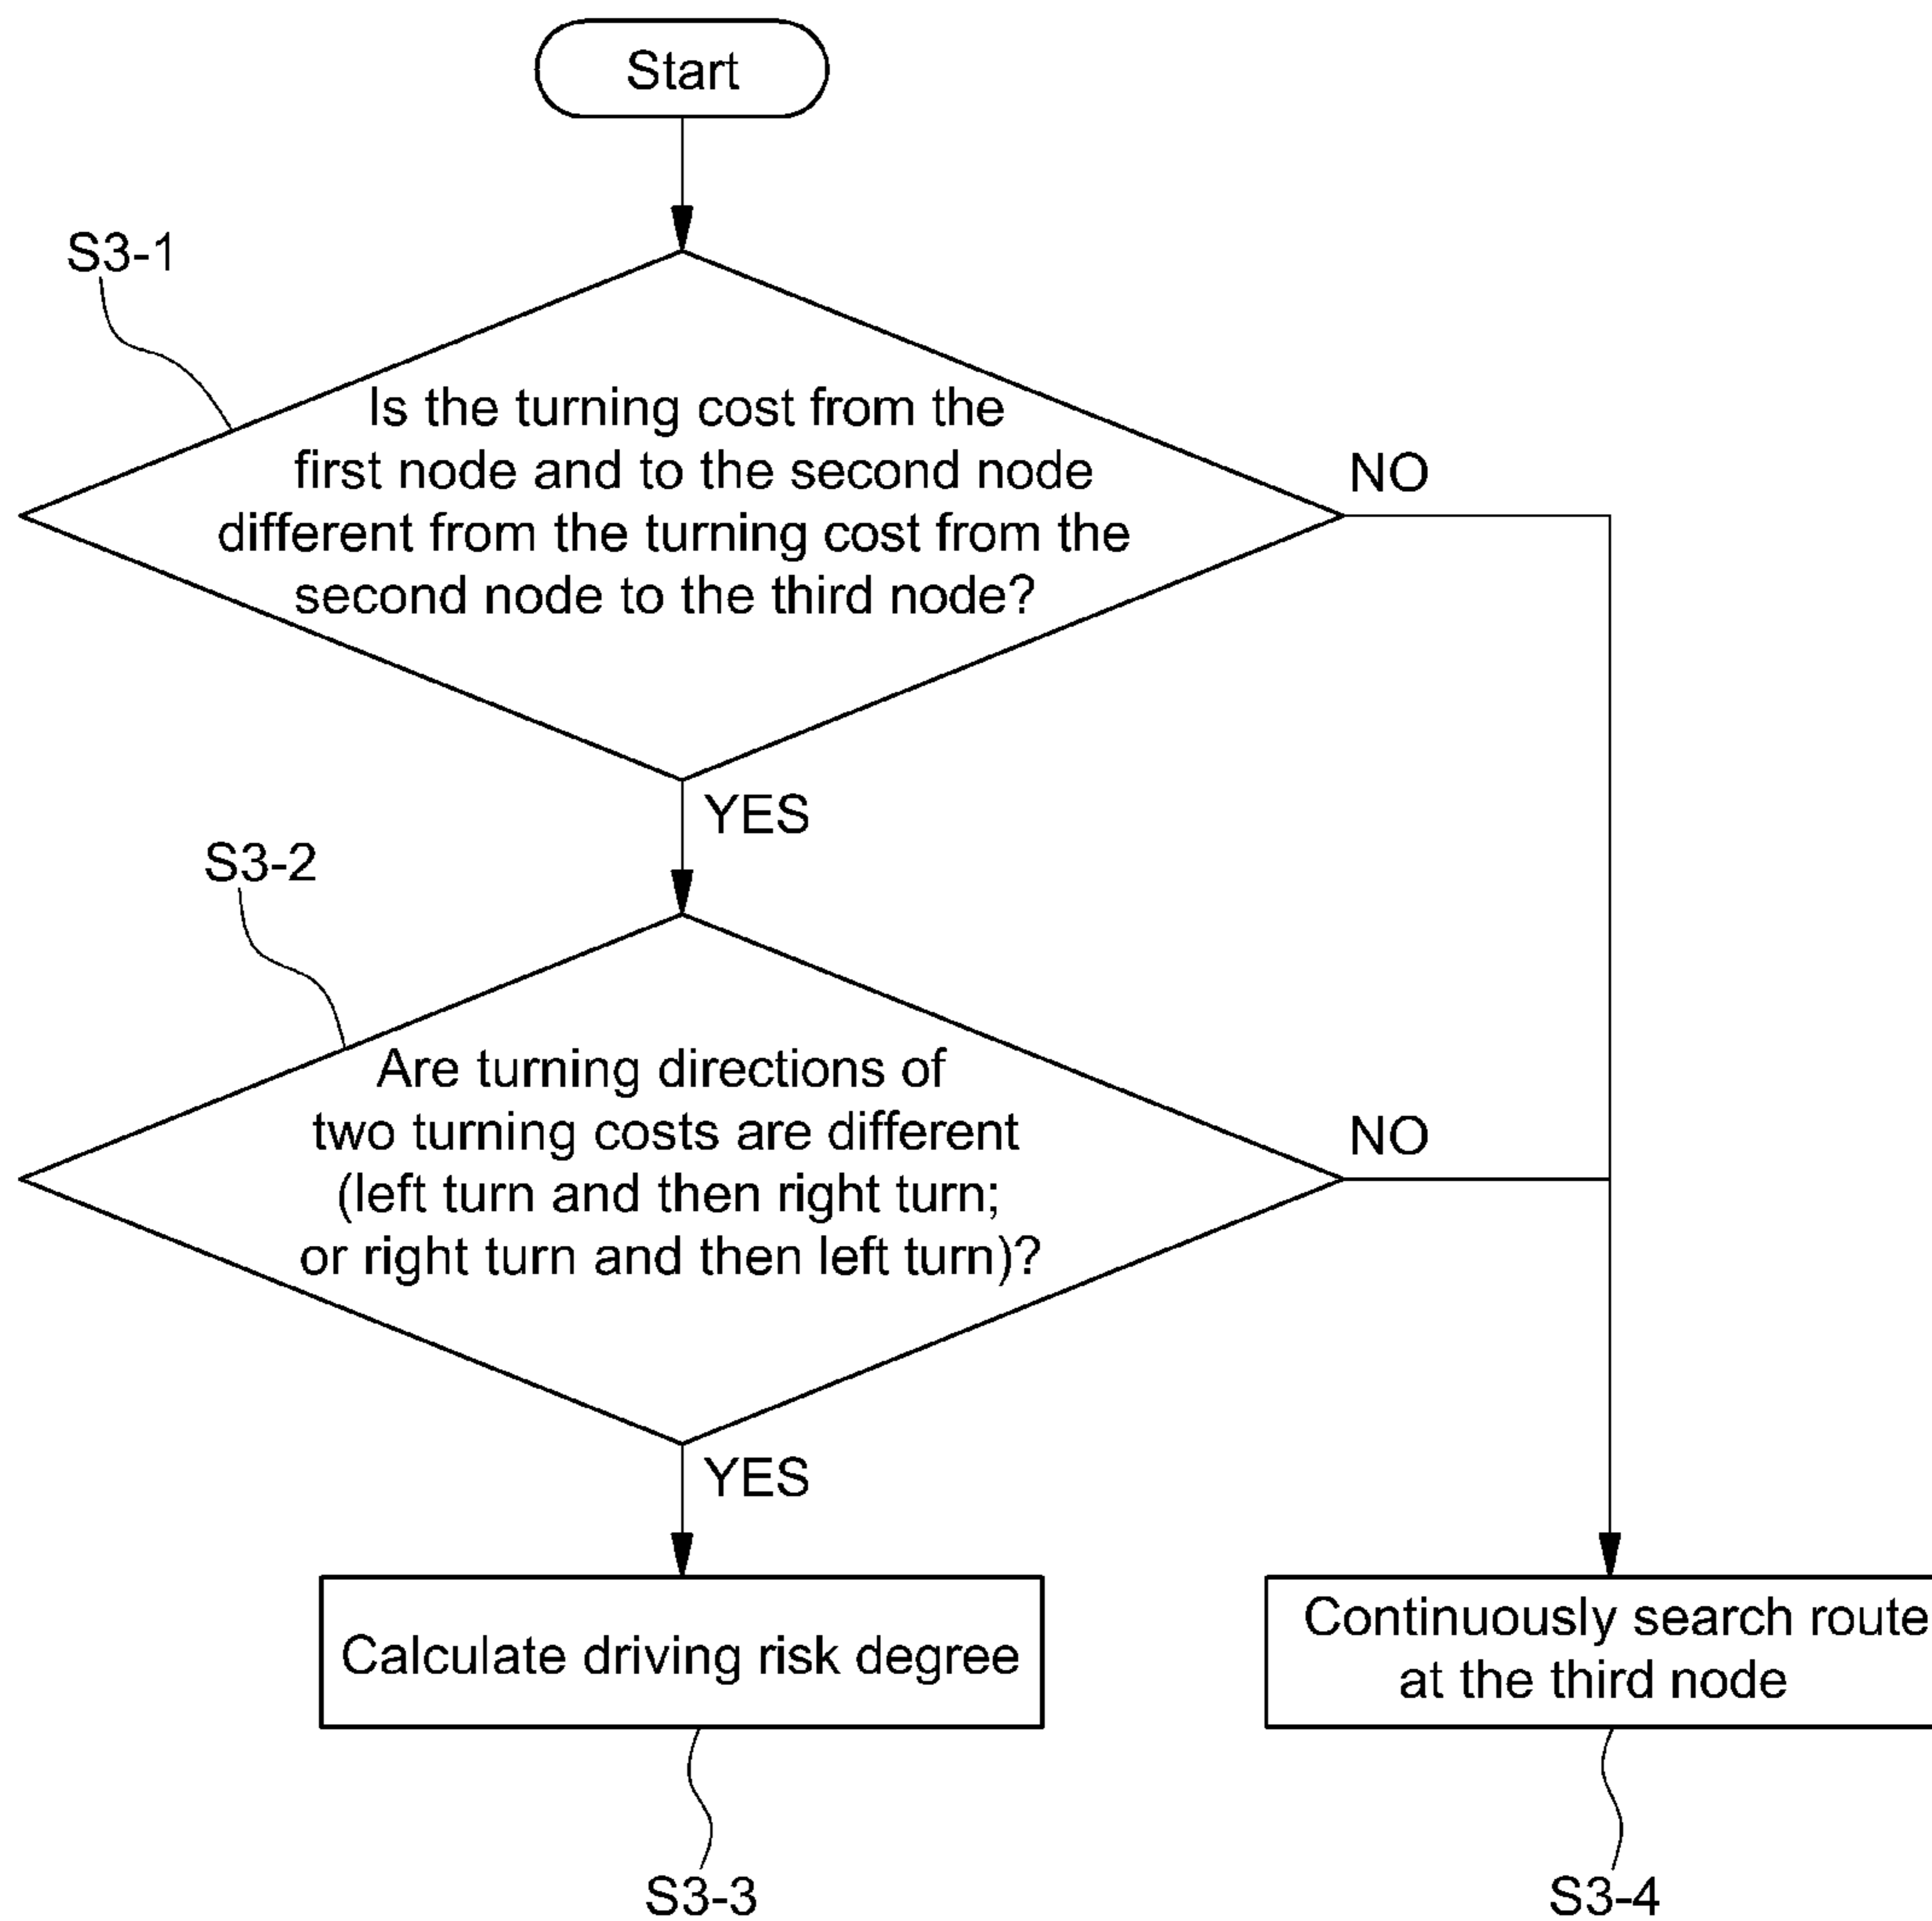 Start
S3-1
Is the turning cost from the
first node and to the second node
different from the turning cost from the
second node to the third node?
NO
YES
S3-2
Are turning directions of
two turning costs are different
(left turn and then right turn;
or right turn and then left turn)?
NO
YES
Calculate driving risk degree
Continuously search route
at the third node
S3-3
S3-4